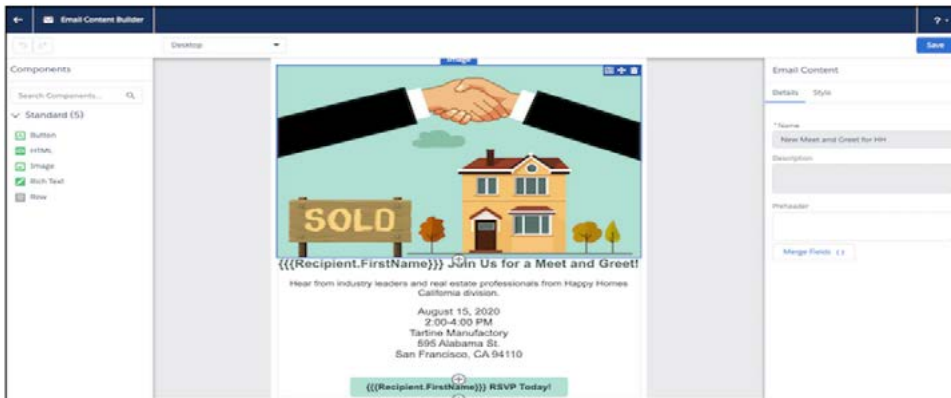 Email Content Builder
?
Desktop
Save
Components
Image
Email Content
Search Components...
Details Style
Standard (5)
* Name
Button
New Meet and Greet for HH
HTML
Description
Image
Rich Text
Row
Preheader
SOLD
Merge Fields { }
{{{Recipient.FirstName}}} Join Us for a Meet and Greet!
Hear from industry leaders and real estate professionals from Happy Homes
California division.
August 15, 2020
2:00-4:00 PM
Tartine Manufactory
595 Alabama St.
San Francisco, CA 94110
{{{Recipient.FirstName}}} RSVP Today!